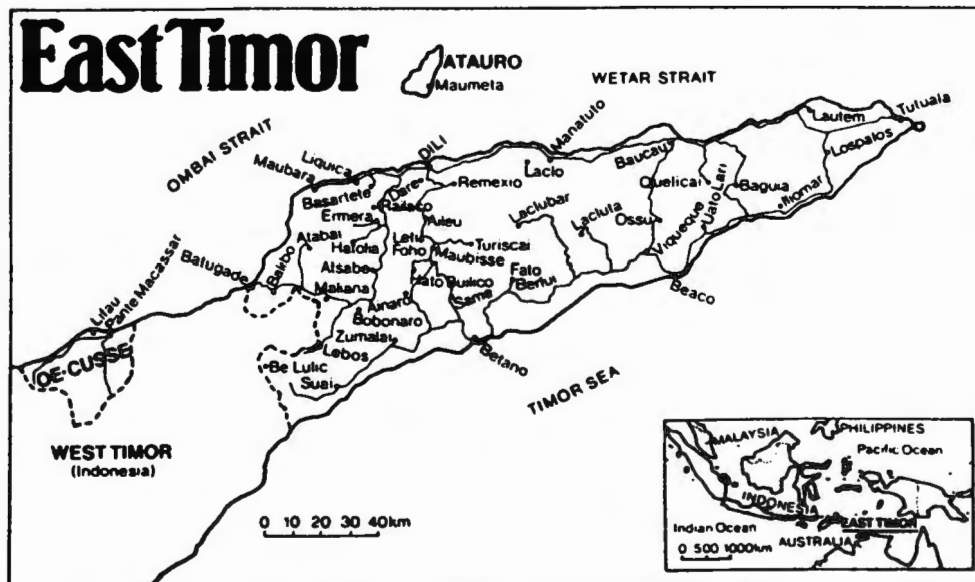 East Timor
ATAURO
Maumeta
WETAR STRAIT
OMBAI STRAIT
Tutuala
Lautem
Lospalos
Manatuto
DILI
Baucau
Liquica
Maubara
Laclo
Dare
Remexio
Quelicai
Uato Lari
Baguia
Basartete
Railaco
Iliomar
Ermera
Aileu
Laclubar
Lacluta
Ossu
Viqueque
Atabai
Hatolia
Letu
Foho
Turiscai
Maubisse
Batugade
Balibo
Atsabe
Fato
Berlui
Beaco
Makana
Same
Ainaro
Bobonaro
Lifau
Pante Macassar
Zumalai
Betano
Lebos
OE-CUSSE
Be Lulic
Suai
TIMOR SEA
WEST TIMOR
(Indonesia)
0 10 20 30 40km
MALAYSIA
PHILIPPINES
Pacific Ocean
INDONESIA
Indian Ocean
EAST TIMOR
AUSTRALIA
0 500 1000km